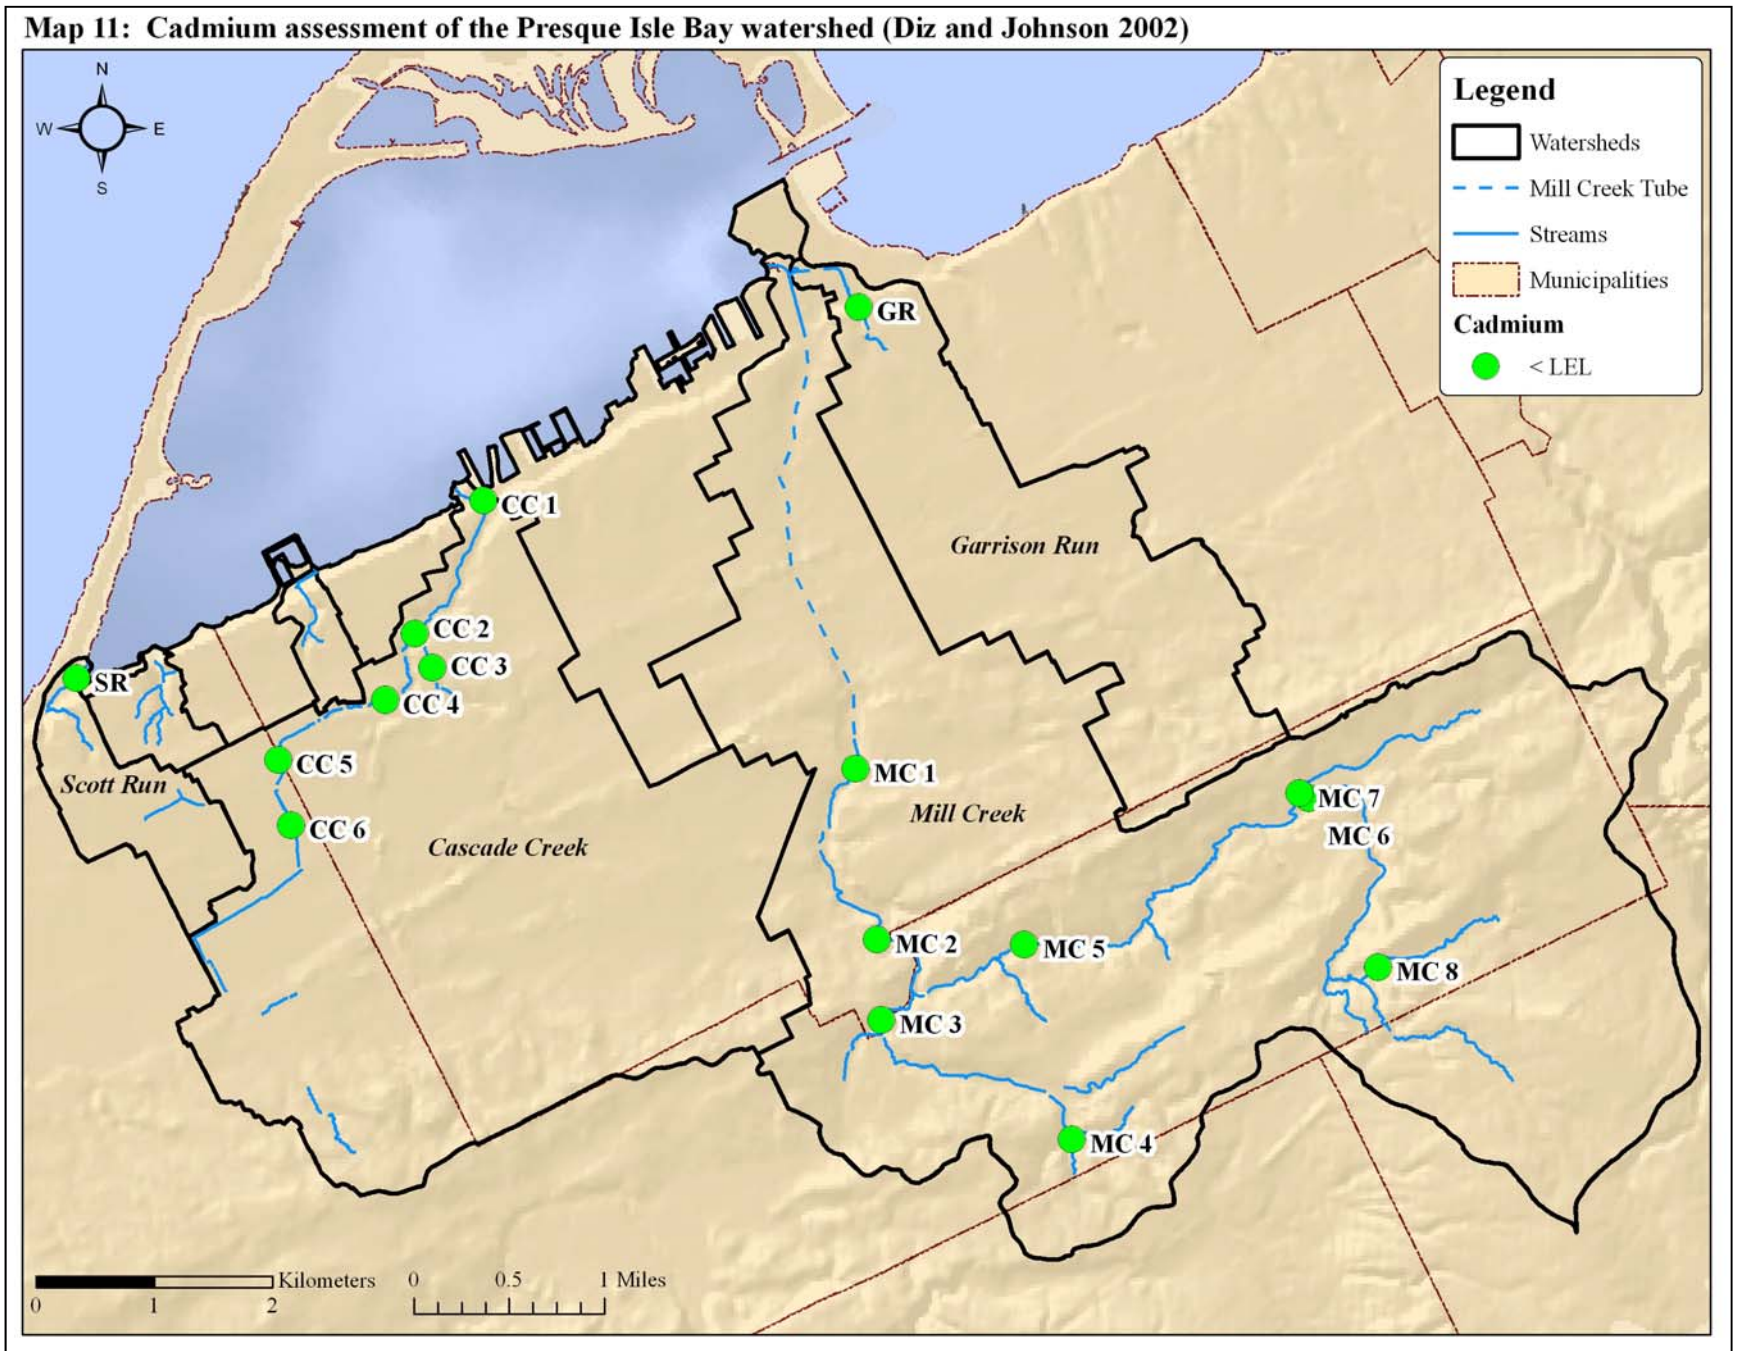 Map 11: Cadmium assessment of the Presque Isle Bay watershed (Diz and Johnson 2002)
N
W E
S
Legend
Watersheds
Mill Creek Tube
Streams
Municipalities
Cadmium
< LEL
GR
CC 1
Garrison Run
CC 2
CC 3
SR
CC 4
CC 5
MC 1
Scott Run
MC 7
Mill Creek
CC 6
MC 6
Cascade Creek
MC 2
MC 5
MC 8
MC 3
MC 4
Kilometers
0 1 2
0 0.5 1 Miles